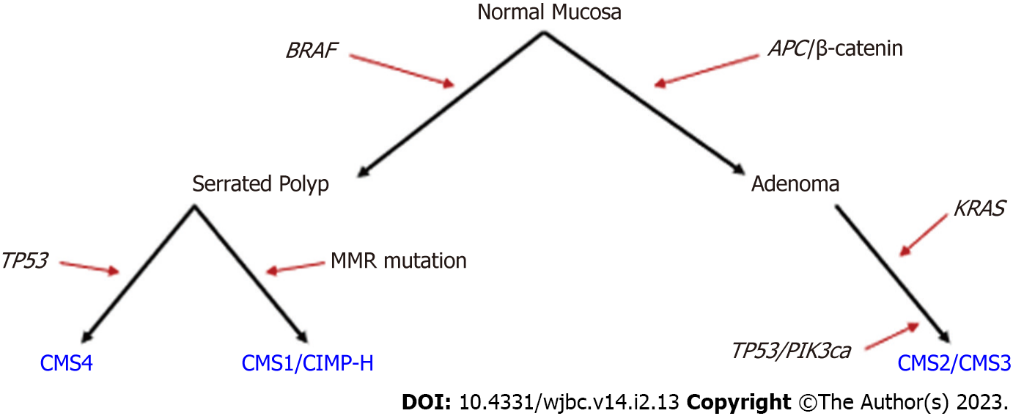 Normal Mucosa
BRAF
APC/β-catenin
Serrated Polyp
Adenoma
KRAS
TP53
MMR mutation
TP53/PIK3ca
CMS4
CMS1/CIMP-H
CMS2/CMS3
DOI: 10.4331/wjbc.v14.i2.13 Copyright ©The Author(s) 2023.